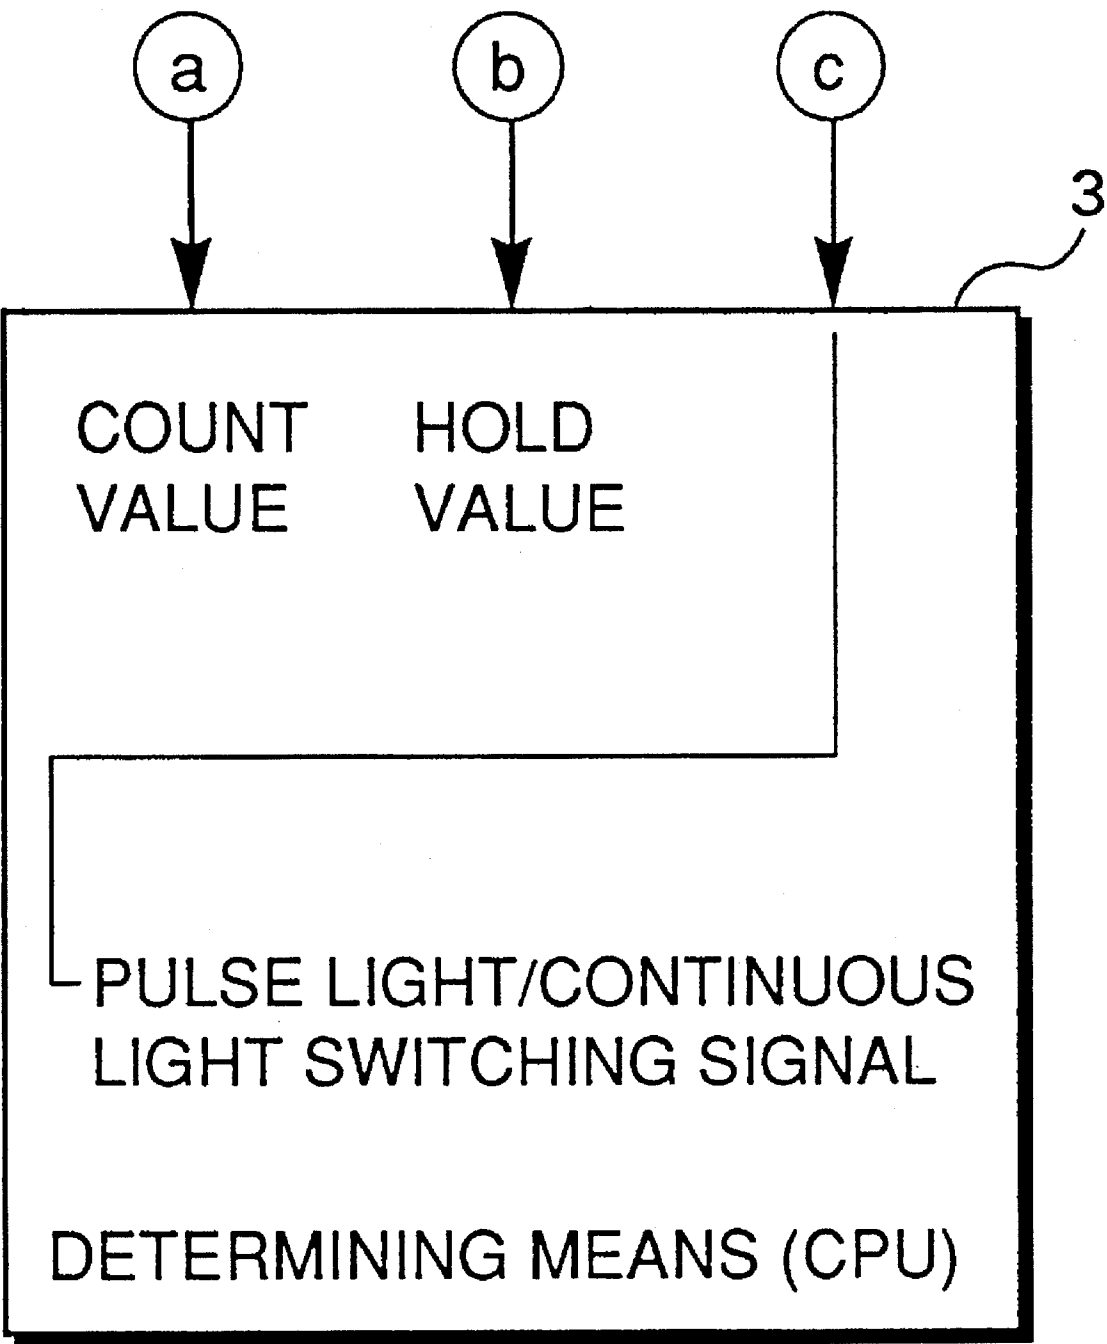 a b c
3
COUNT HOLD
VALUE VALUE
PULSE LIGHT/CONTINUOUS
LIGHT SWITCHING SIGNAL
DETERMINING MEANS (CPU)